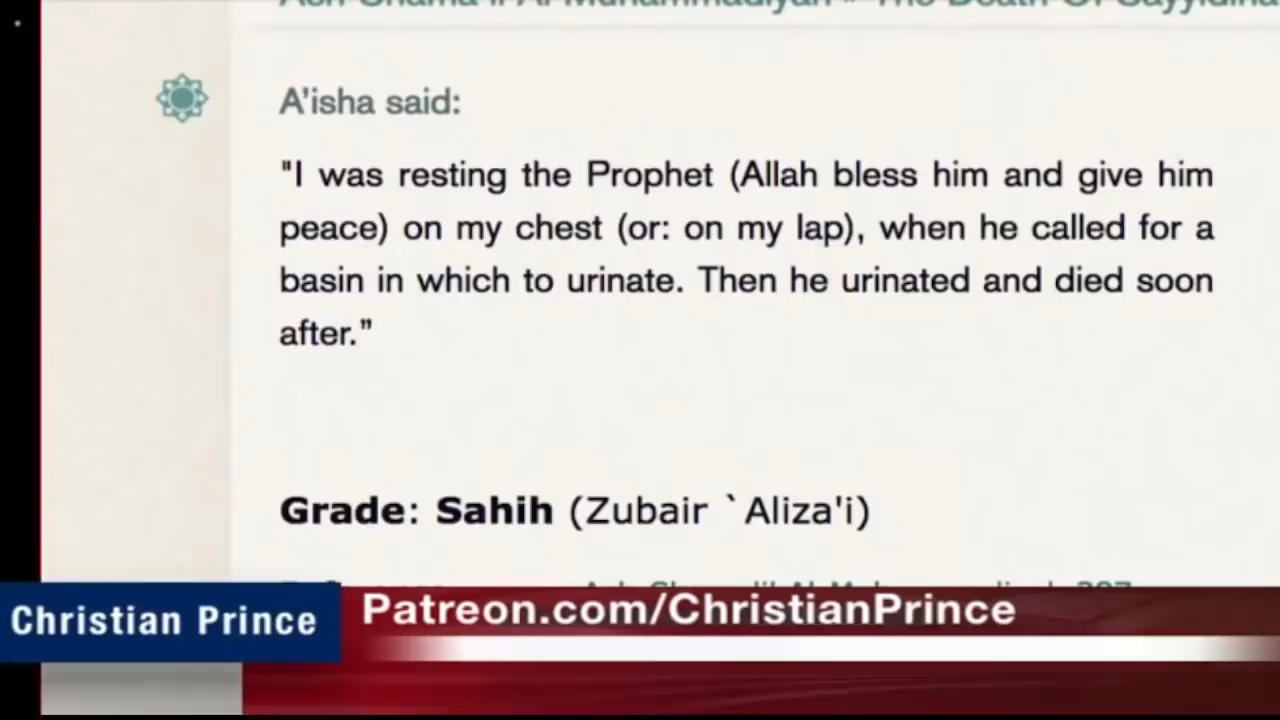 A'isha said:
"I was resting the Prophet (Allah bless him and give him
peace) on my chest (or: on my lap), when he called for a
basin in which to urinate. Then he urinated and died soon
after.”
Grade: Sahih (Zubair `Aliza'i)
Christian Prince
Patreon.com/ChristianPrince